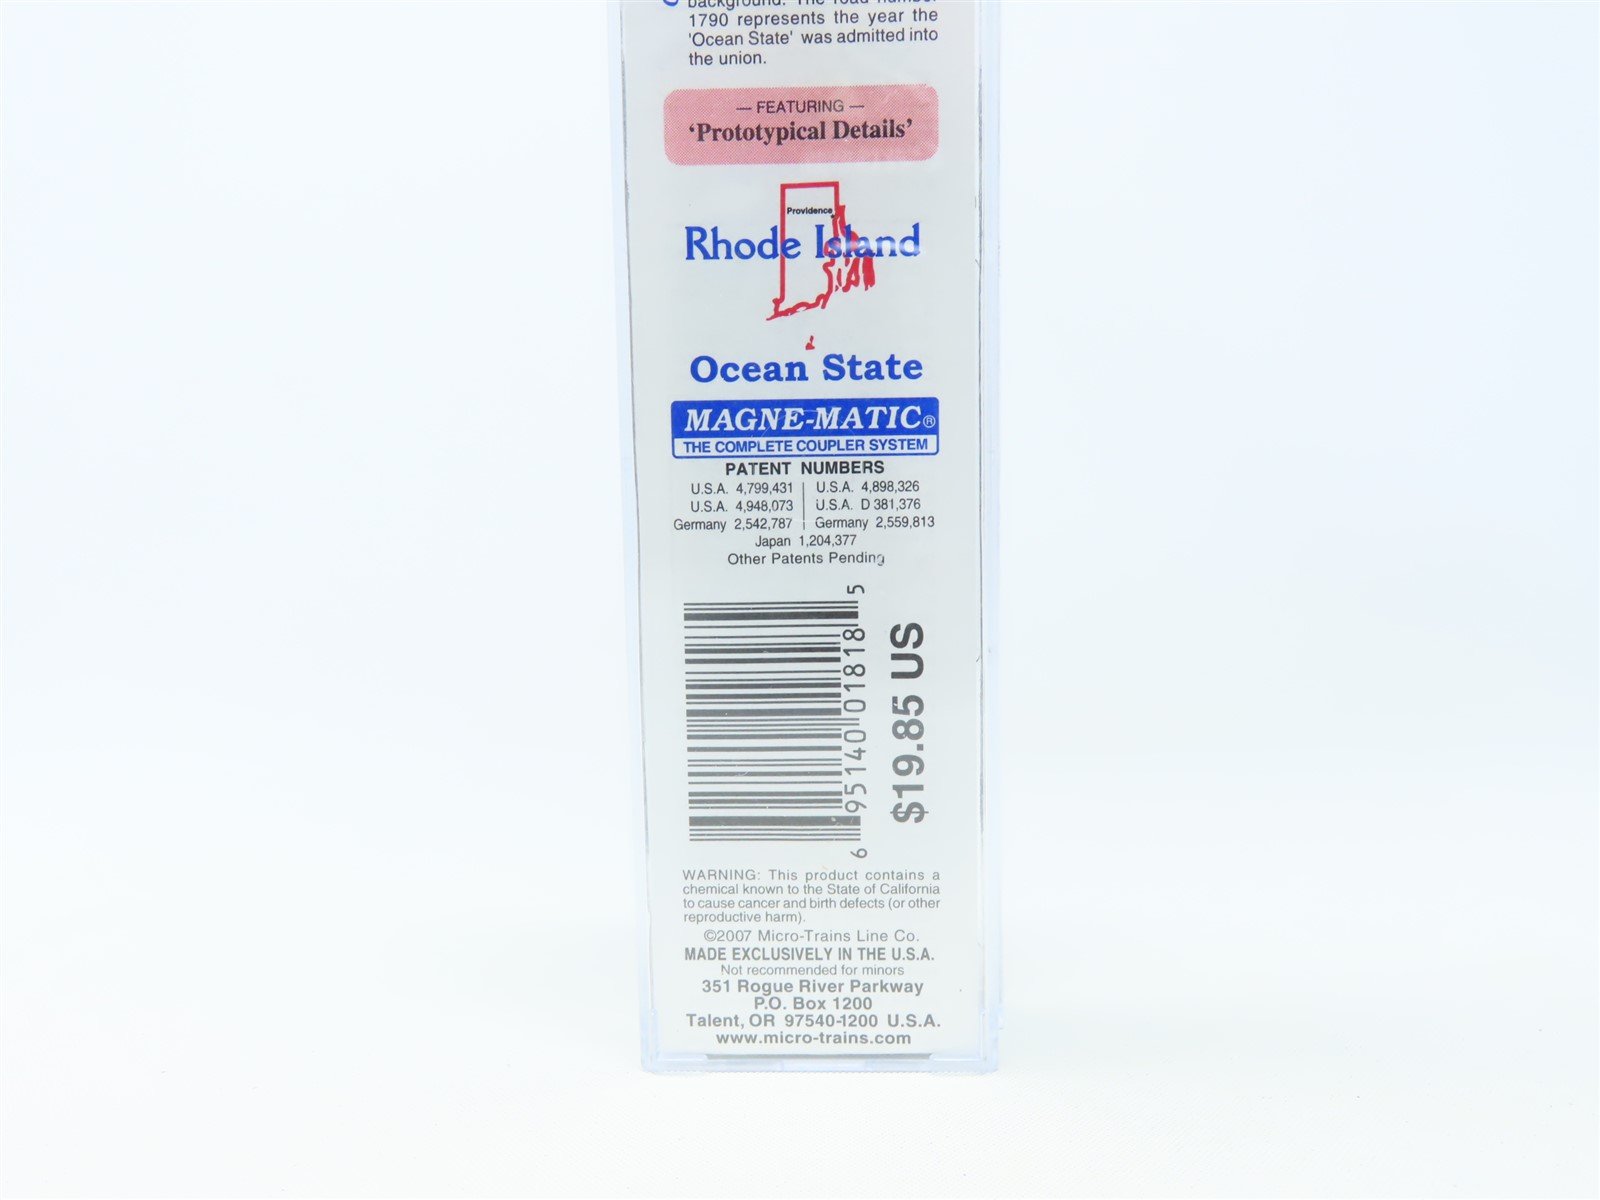 background. The road number
1790 represents the year the
'Ocean State' was admitted into
the union.
— FEATURING —
'Prototypical Details'
Providence
Rhode Island
Ocean State
MAGNE-MATIC®
THE COMPLETE COUPLER SYSTEM
PATENT NUMBERS
U.S.A. 4,799,431 | U.S.A. 4,898,326
U.S.A. 4,948,073 | U.S.A. D 381,376
Germany 2,542,787 | Germany 2,559,813
Japan 1,204,377
Other Patents Pending
6 95140 01818 5
$19.85 US
WARNING: This product contains a
chemical known to the State of California
to cause cancer and birth defects (or other
reproductive harm).
©2007 Micro-Trains Line Co.
MADE EXCLUSIVELY IN THE U.S.A.
Not recommended for minors
351 Rogue River Parkway
P.O. Box 1200
Talent, OR 97540-1200 U.S.A.
www.micro-trains.com